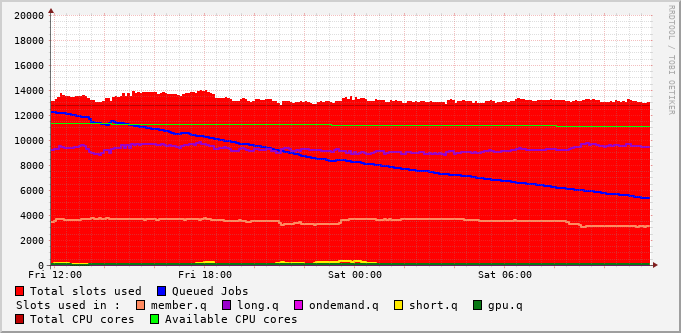 20000
18000
16000
14000
12000
10000
8000
6000
4000
2000
0
Fri 12:00 Fri 18:00 Sat 00:00 Sat 06:00
Total slots used Queued Jobs
Slots used in : member.q long.q ondemand.q short.q gpu.q
Total CPU cores Available CPU cores
RRDTOOL / TOBI OETIKER